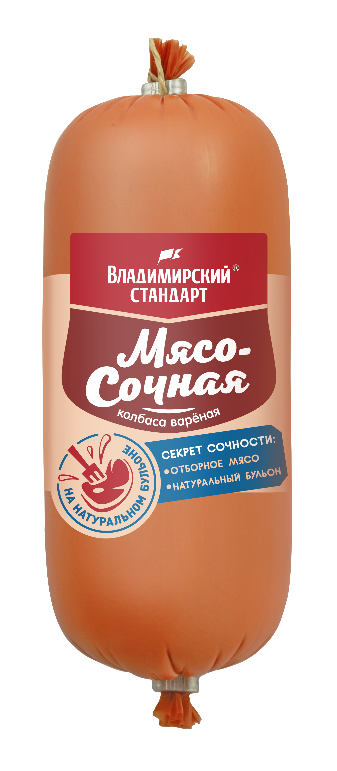 ВЛАДИМИРСКИЙ®
СТАНДАРТ
Мясо-
Сочная
колбаса варёная
СЕКРЕТ СОЧНОСТИ:
•ОТБОРНОЕ МЯСО
•НАТУРАЛЬНЫЙ БУЛЬОН
НА НАТУРАЛЬНОМ БУЛЬОНЕ